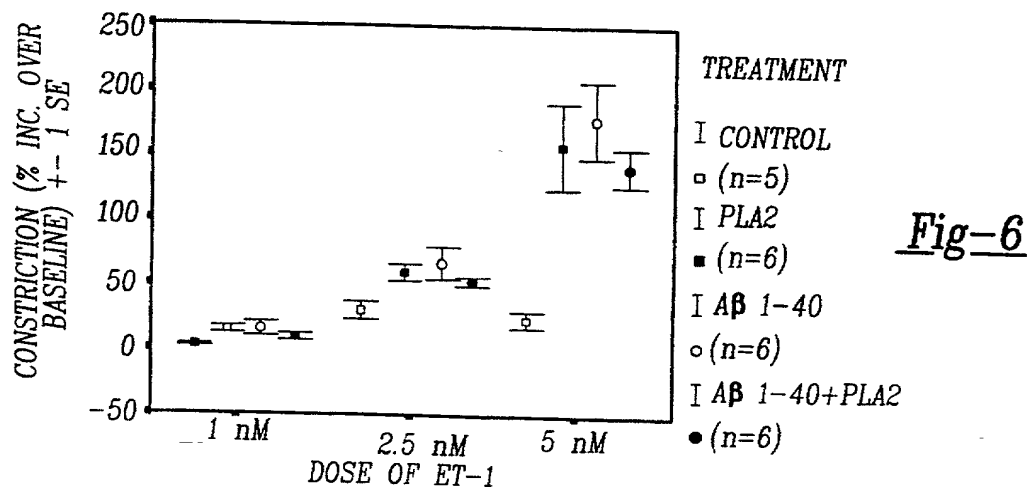 CONSTRICTION (% INC. OVER
BASELINE) +- 1 SE
250
200
150
100
50
0
-50
1 nM
2.5 nM
5 nM
DOSE OF ET-1
TREATMENT
CONTROL
(n=5)
PLA2
(n=6)
Aβ 1-40
(n=6)
Aβ 1-40+PLA2
(n=6)
Fig-6